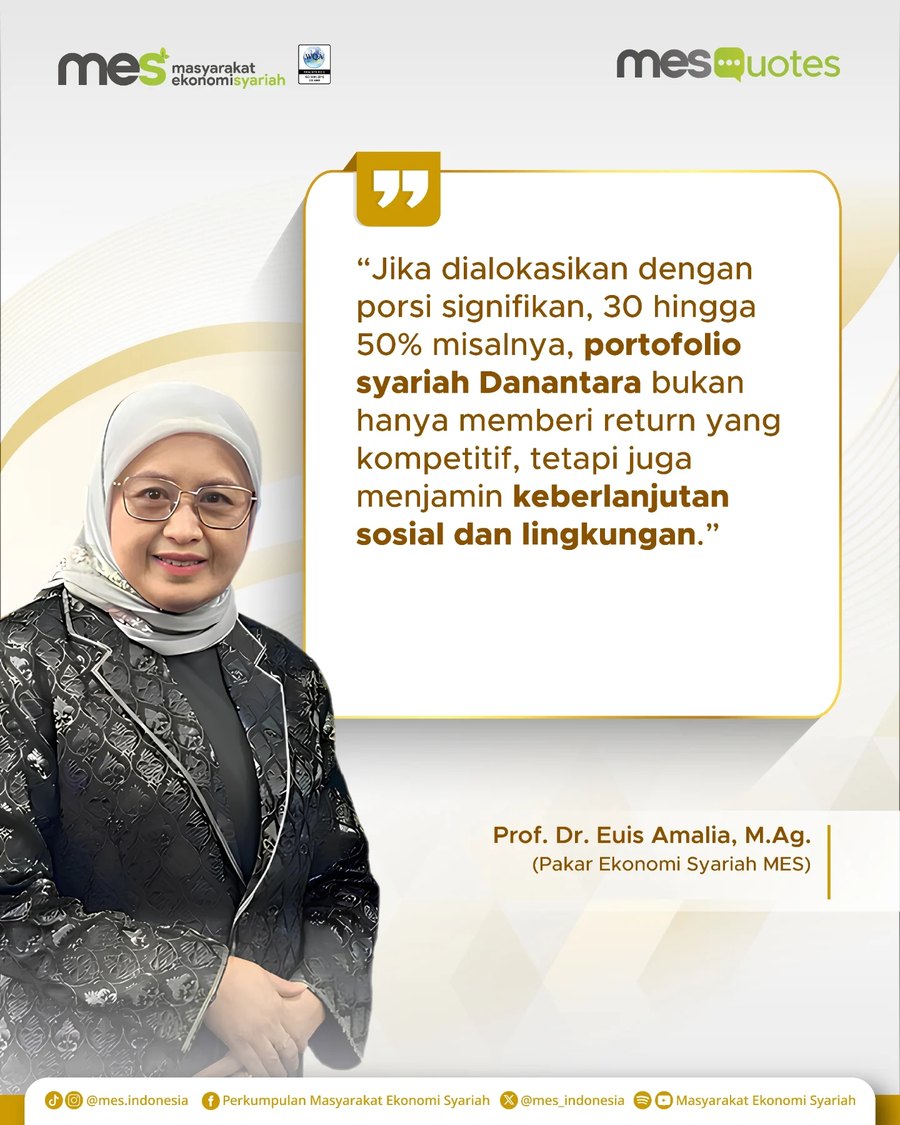 mes masyarakat
ekonomisyariah
WQA
mesQuotes
“Jika dialokasikan dengan
porsi signifikan, 30 hingga
50% misalnya, portofolio
syariah Danantara bukan
hanya memberi return yang
kompetitif, tetapi juga
menjamin keberlanjutan
sosial dan lingkungan.”
Prof. Dr. Euis Amalia, M.Ag.
(Pakar Ekonomi Syariah MES)
@mes.indonesia Perkumpulan Masyarakat Ekonomi Syariah @mes_indonesia Masyarakat Ekonomi Syariah